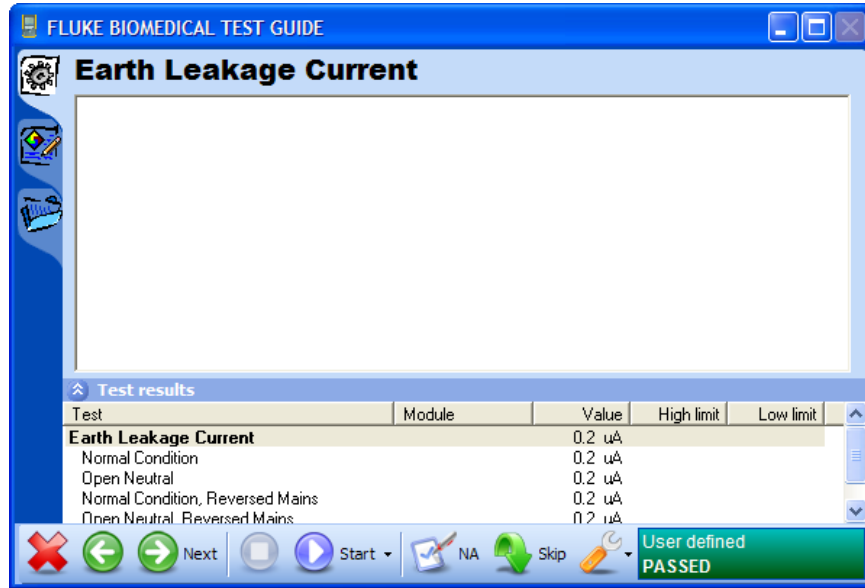 FLUKE BIOMEDICAL TEST GUIDE
Earth Leakage Current
Test results
Test Module Value High limit Low limit
Earth Leakage Current 0.2 uA
Normal Condition 0.2 uA
Open Neutral 0.2 uA
Normal Condition, Reversed Mains 0.2 uA
Open Neutral, Reversed Mains 0.2 uA
Next Start NA Skip User defined
PASSED